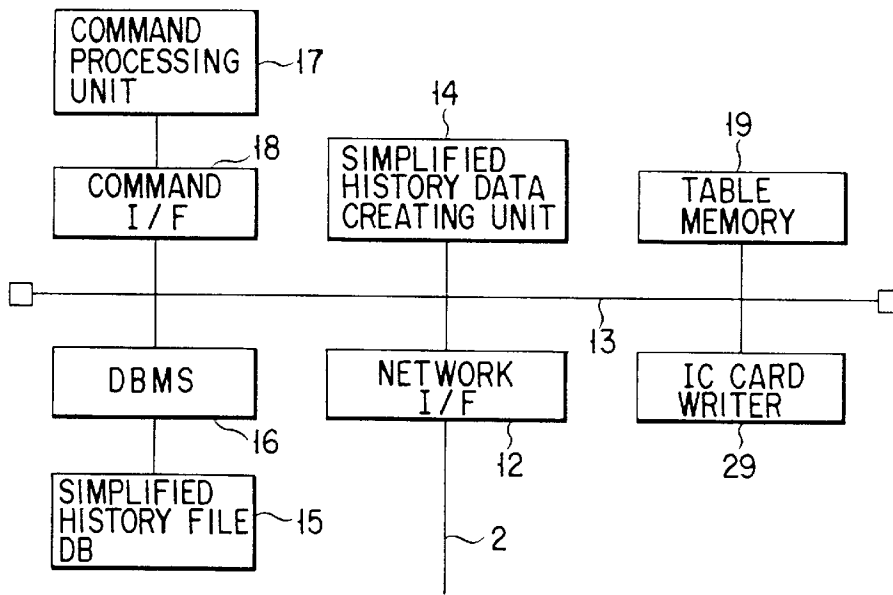 COMMAND
PROCESSING
UNIT
17
18
COMMAND
I/F
14
SIMPLIFIED
HISTORY DATA
CREATING UNIT
19
TABLE
MEMORY
13
DBMS
16
NETWORK
I/F
12
IC CARD
WRITER
29
SIMPLIFIED
HISTORY FILE
DB
15
2